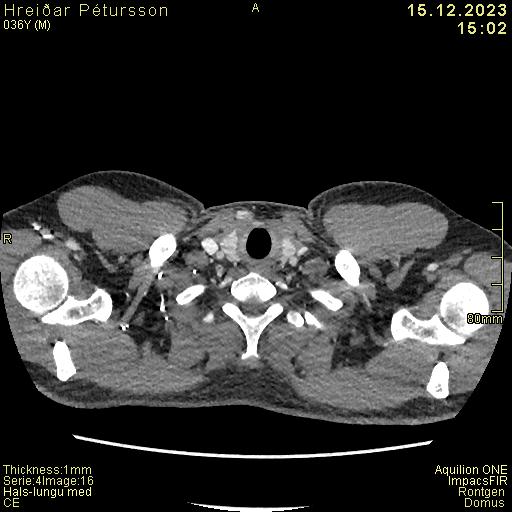 Hreiðar Pétursson
036Y (M)
A
15.12.2023
15:02
R
80mm
Thickness:1mm
Serie:4Image:16
Hals-lungu med
CE
Aquilion ONE
ImpacsFIR
Rontgen
Domus